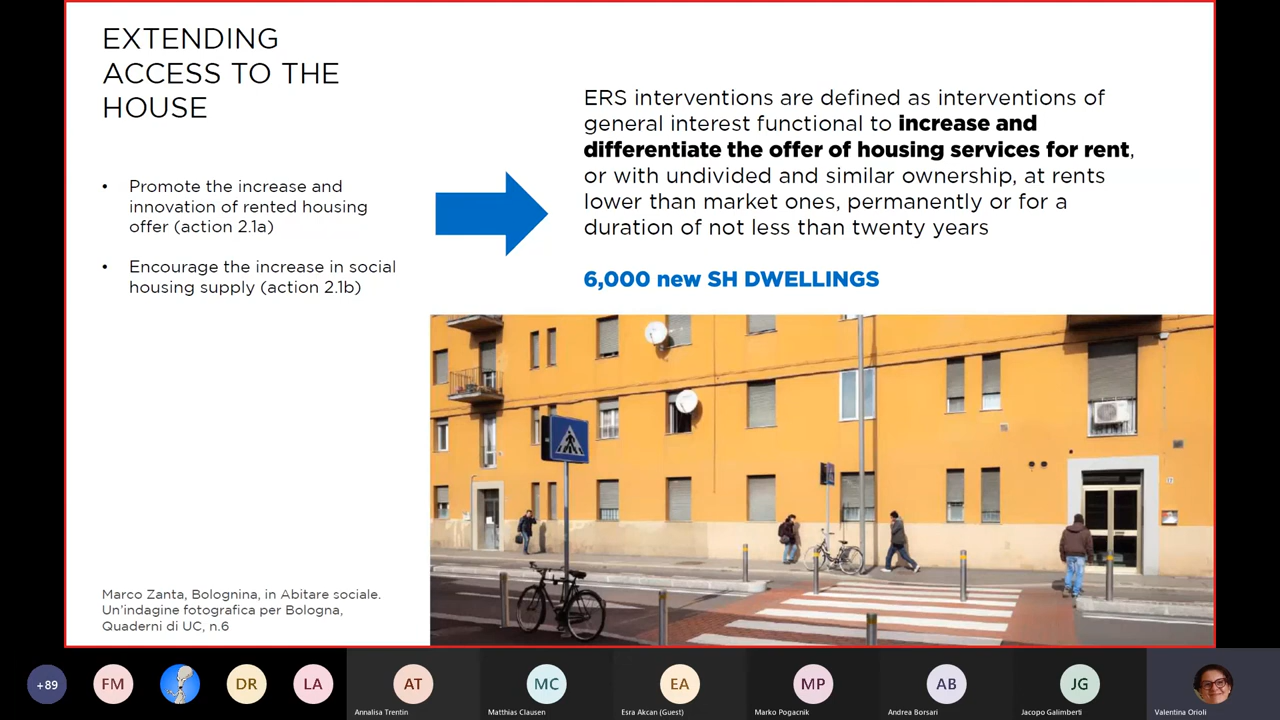 EXTENDING
ACCESS TO THE
HOUSE
• Promote the increase and
innovation of rented housing
offer (action 2.1a)
• Encourage the increase in social
housing supply (action 2.1b)
ERS interventions are defined as interventions of
general interest functional to increase and
differentiate the offer of housing services for rent,
or with undivided and similar ownership, at rents
lower than market ones, permanently or for a
duration of not less than twenty years
6,000 new SH DWELLINGS
Marco Zanta, Bolognina, in Abitare sociale.
Un'indagine fotografica per Bologna,
Quaderni di UC, n.6
+89
FM
DR
LA
AT
Annalisa Trentin
MC
Matthias Clausen
EA
Esra Akcan (Guest)
MP
Marko Pogacnik
AB
Andrea Borsari
JG
Jacopo Galimberti
Valentina Orioli